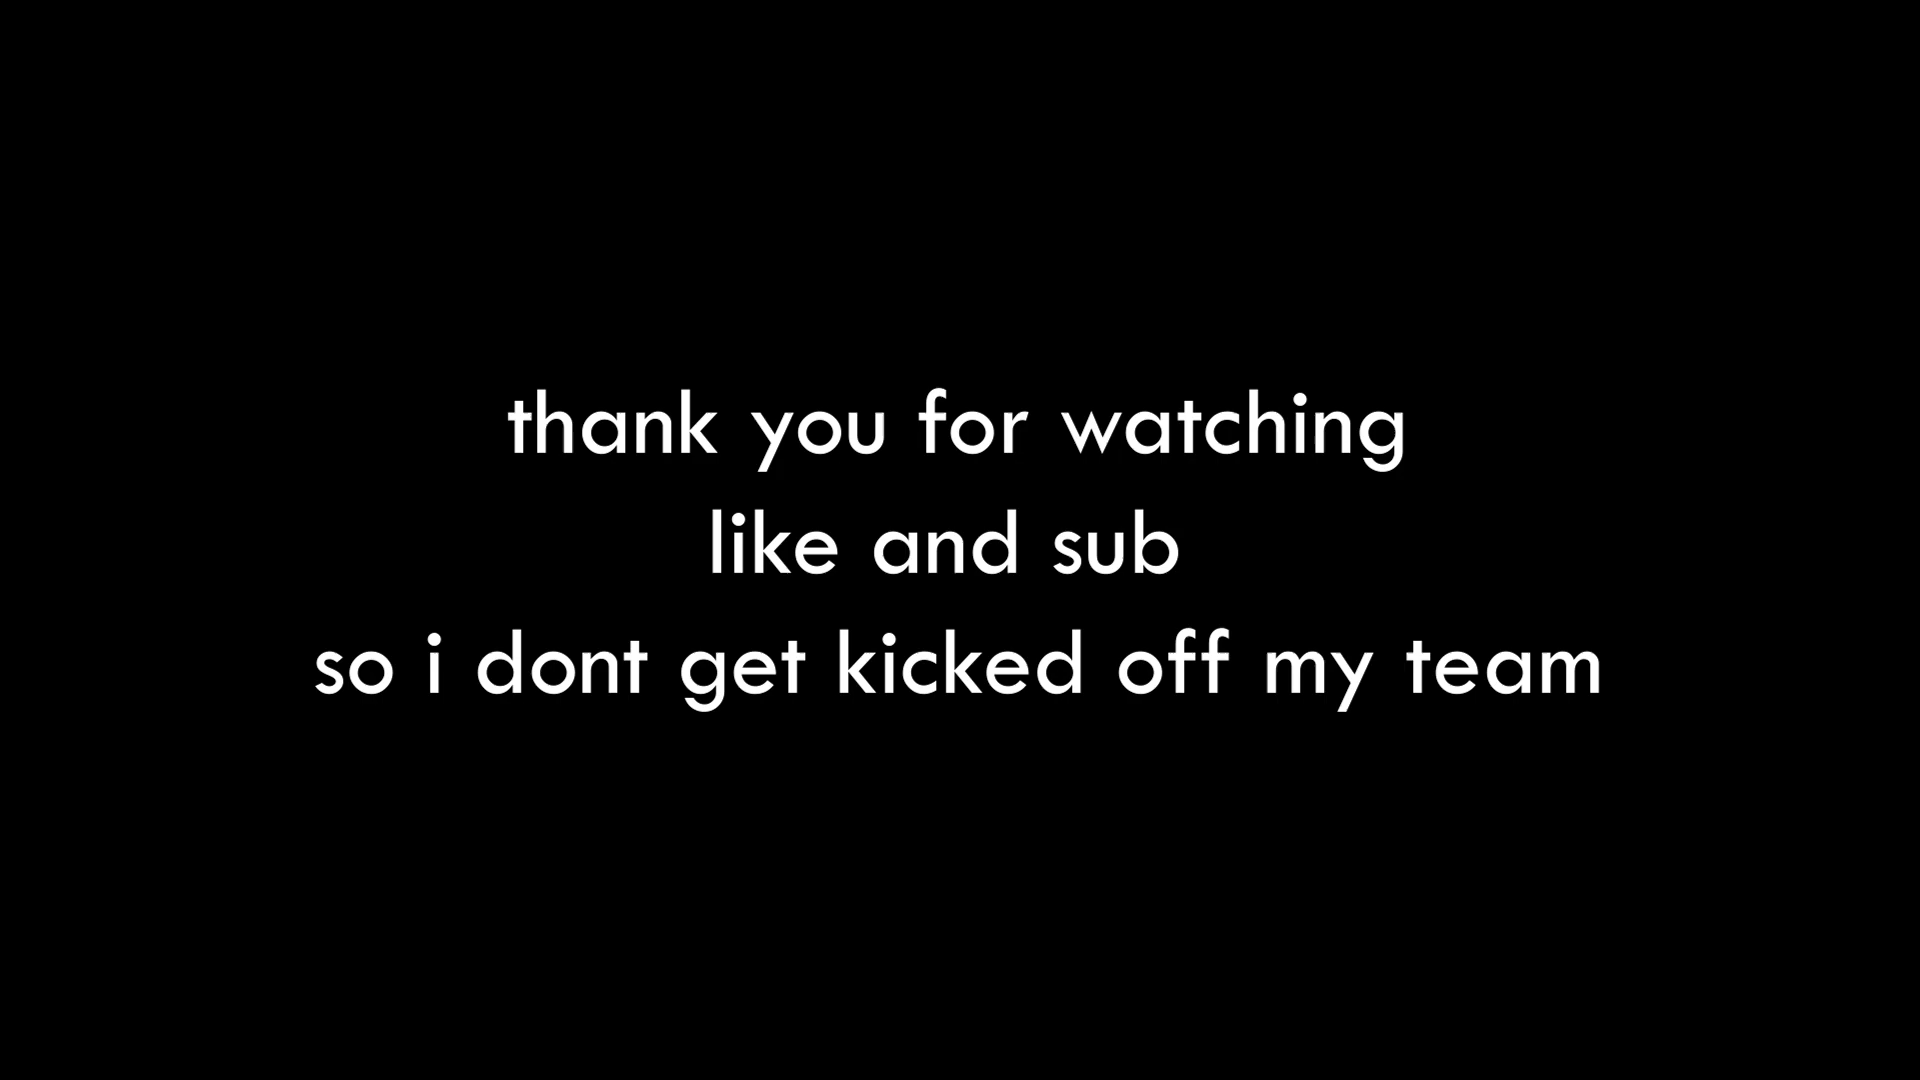 thank you for watching
like and sub
so i dont get kicked off my team